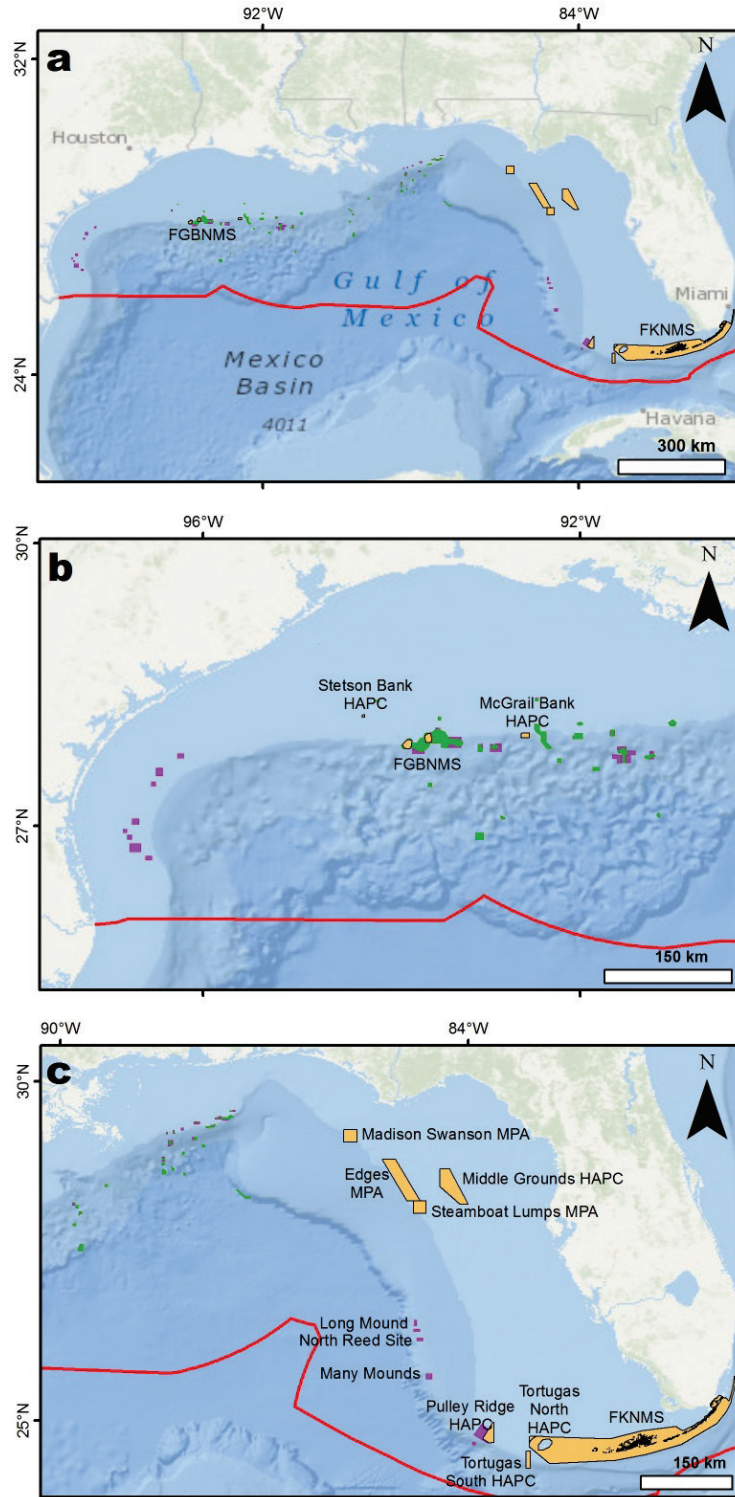 92°W
84°W
a
N
32°N
Houston
FGBNMS
Gulf of
Mexico
Miami
FKNMS
Mexico
Basin
4011
24°N
Havana
300 km
96°W
92°W
30°N
b
N
Stetson Bank
HAPC
McGrail Bank
HAPC
FGBNMS
27°N
150 km
90°W
84°W
c
N
30°N
Madison Swanson MPA
Edges
MPA
Middle Grounds HAPC
Steamboat Lumps MPA
Long Mound
North Reed Site
Many Mounds
25°N
Pulley Ridge
HAPC
Tortugas
North
HAPC
FKNMS
Tortugas
South HAPC
150 km